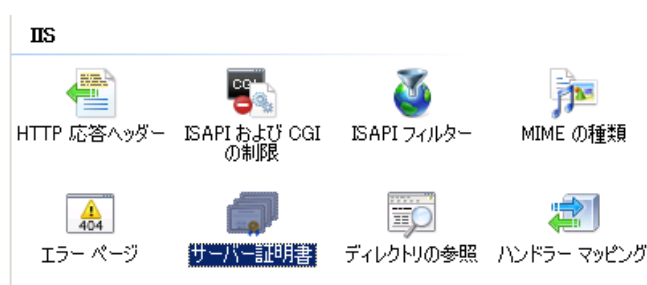 IIS
HTTP 応答ヘッダー
ISAPI および CGI
の制限
ISAPI フィルター
MIME の種類
エラー ページ
サーバー証明書
ディレクトリの参照
ハンドラー マッピング
CGI
404